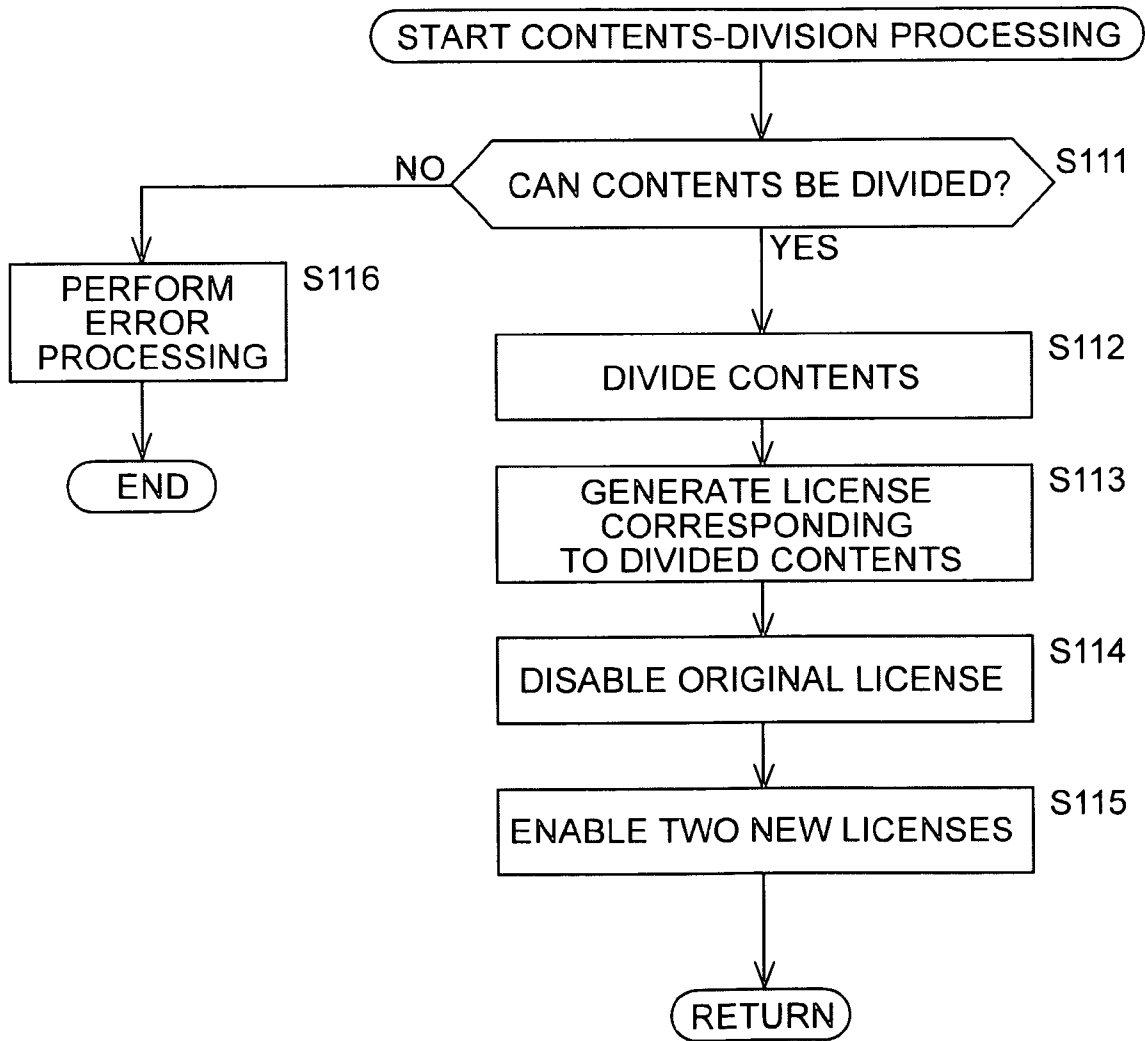 START CONTENTS-DIVISION PROCESSING
CAN CONTENTS BE DIVIDED?
S111
NO
YES
PERFORM
ERROR
PROCESSING
S116
END
DIVIDE CONTENTS
S112
GENERATE LICENSE
CORRESPONDING
TO DIVIDED CONTENTS
S113
DISABLE ORIGINAL LICENSE
S114
ENABLE TWO NEW LICENSES
S115
RETURN